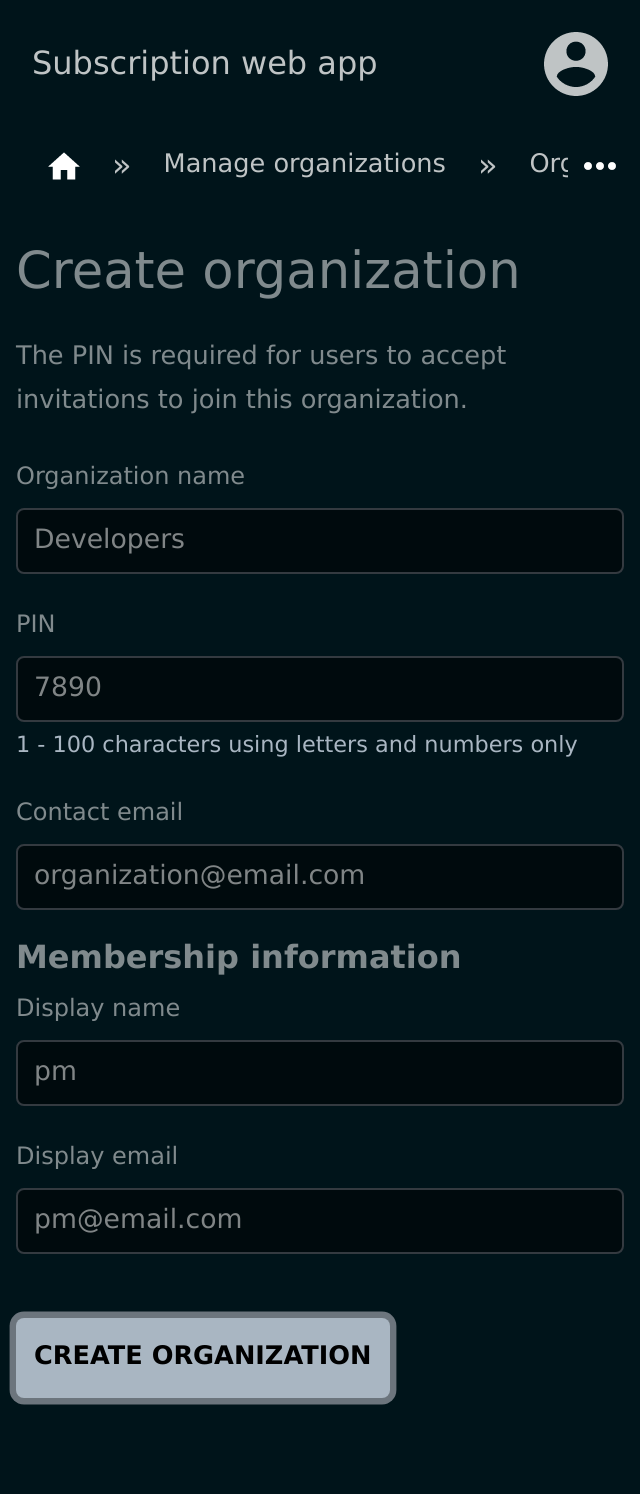 Subscription web app
» Manage organizations »
Create organization
The PIN is required for users to accept
invitations to join this organization.
Organization name
Developers
PIN
7890
1 - 100 characters using letters and numbers only
Contact email
organization@email.com
Membership information
Display name
pm
Display email
pm@email.com
CREATE ORGANIZATION